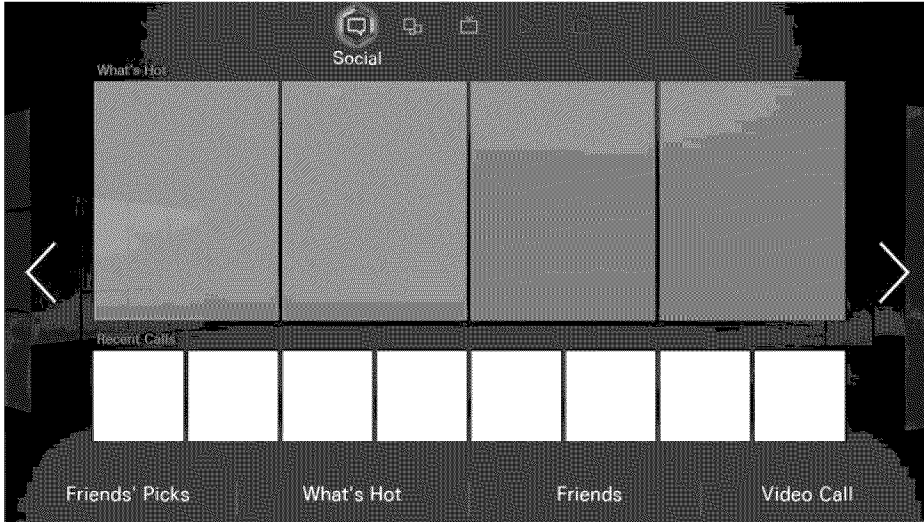 Social
What's Hot
Recent Calls
Friends' Picks
What's Hot
Friends
Video Call